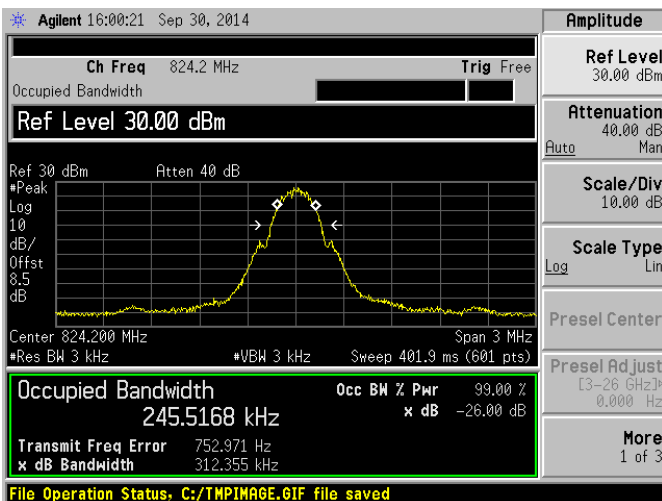 Agilent 16:00:21 Sep 30, 2014
Amplitude
Ch Freq 824.2 MHz Trig Free
Occupied Bandwidth
Ref Level 30.00 dBm
Ref 30 dBm Atten 40 dB
#Peak
Log
10
dB/
Offst
8.5
dB
Center 824.200 MHz Span 3 MHz
#Res BW 3 kHz #VBW 3 kHz Sweep 401.9 ms (601 pts)
Occupied Bandwidth Occ BW % Pwr 99.00 %
245.5168 kHz x dB -26.00 dB
Transmit Freq Error 752.971 Hz
x dB Bandwidth 312.355 kHz
File Operation Status, C:/TMPIMAGE.GIF file saved
Ref Level
30.00 dBm
Attenuation
40.00 dB
Auto Man
Scale/Div
10.00 dB
Scale Type
Log Lin
Presel Center
Presel Adjust
[3-26 GHz]
0.000 Hz
More
1 of 3